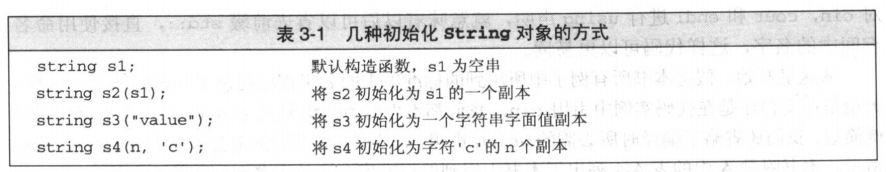 表 3-1 几种初始化 string 对象的方式
string s1; 默认构造函数，s1 为空串
string s2(s1); 将 s2 初始化为 s1 的一个副本
string s3("value"); 将 s3 初始化为一个字符串字面值副本
string s4(n, 'c'); 将 s4 初始化为字符'c'的 n 个副本